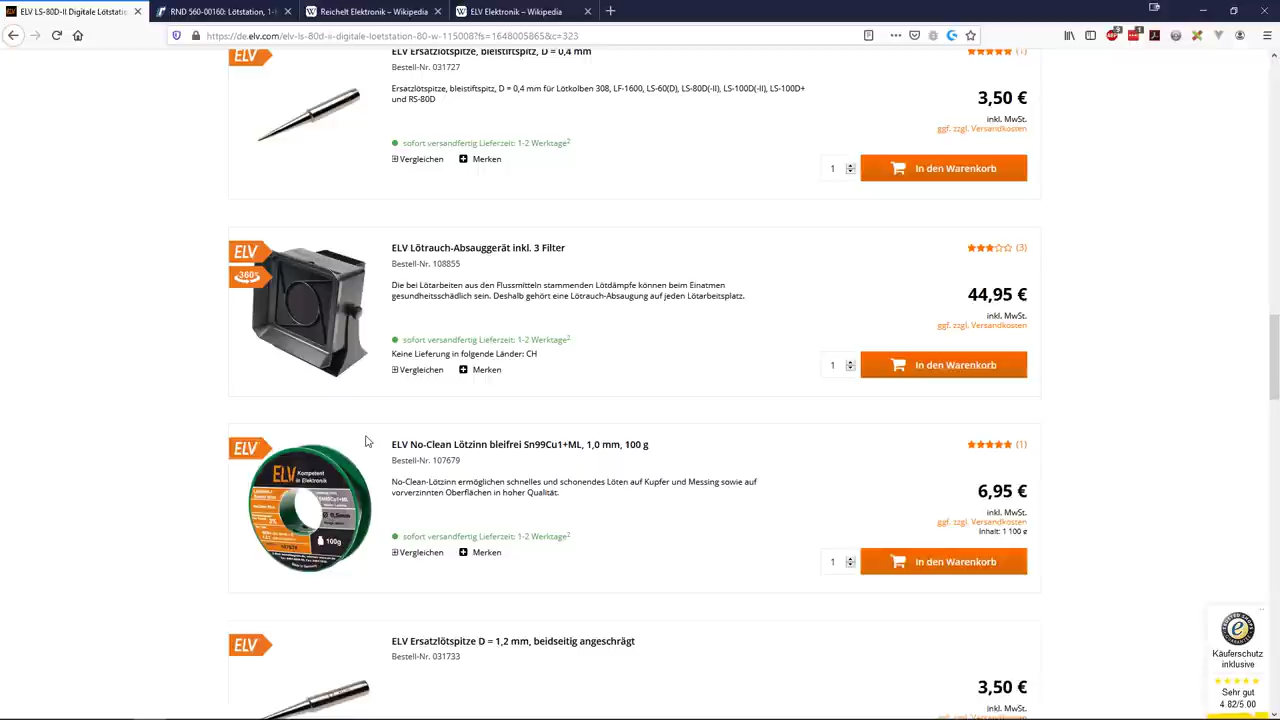 ELV LS-80D-II Digitale Lötstatio
RND 560-00160: Lötstation, 1-k
Reichelt Elektronik – Wikipedia
ELV Elektronik – Wikipedia
https://de.elv.com/elv-ls-80d-ii-digitale-loetstation-80-w-115008?fs=1648005865&c=323
ELV Ersatzlötspitze, bleistiftspitz, D = 0,4 mm
(1)
Bestell-Nr. 031727
Ersatzlötspitze, bleistiftspitz, D = 0,4 mm für Lötkolben 308, LF-1600, LS-60(D), LS-80D(-II), LS-100D(-II), LS-100D+
und RS-80D
3,50 €
inkl. MwSt.
ggf. zzgl. Versandkosten
sofort versandfertig Lieferzeit: 1-2 Werktage²
Vergleichen
Merken
1
In den Warenkorb
ELV
360°
ELV Lötrauch-Absauggerät inkl. 3 Filter
(3)
Bestell-Nr. 108855
Die bei Lötarbeiten aus den Flussmitteln stammenden Lötdämpfe können beim Einatmen
gesundheitsschädlich sein. Deshalb gehört eine Lötrauch-Absaugung auf jeden Lötarbeitsplatz.
44,95 €
inkl. MwSt.
ggf. zzgl. Versandkosten
sofort versandfertig Lieferzeit: 1-2 Werktage²
Keine Lieferung in folgende Länder: CH
Vergleichen
Merken
1
In den Warenkorb
ELV
ELV Kompetent
in Elektronik
100g
ELV No-Clean Lötzinn bleifrei Sn99Cu1+ML, 1,0 mm, 100 g
(1)
Bestell-Nr. 107679
No-Clean-Lötzinn ermöglichen schnelles und schonendes Löten auf Kupfer und Messing sowie auf
vorverzinnten Oberflächen in hoher Qualität.
6,95 €
inkl. MwSt.
ggf. zzgl. Versandkosten
Inhalt: 1 100 g
sofort versandfertig Lieferzeit: 1-2 Werktage²
Vergleichen
Merken
1
In den Warenkorb
ELV
ELV Ersatzlötspitze D = 1,2 mm, beidseitig angeschrägt
Bestell-Nr. 031733
3,50 €
inkl. MwSt.
Käuferschutz
inklusive
Sehr gut
4.82/5.00